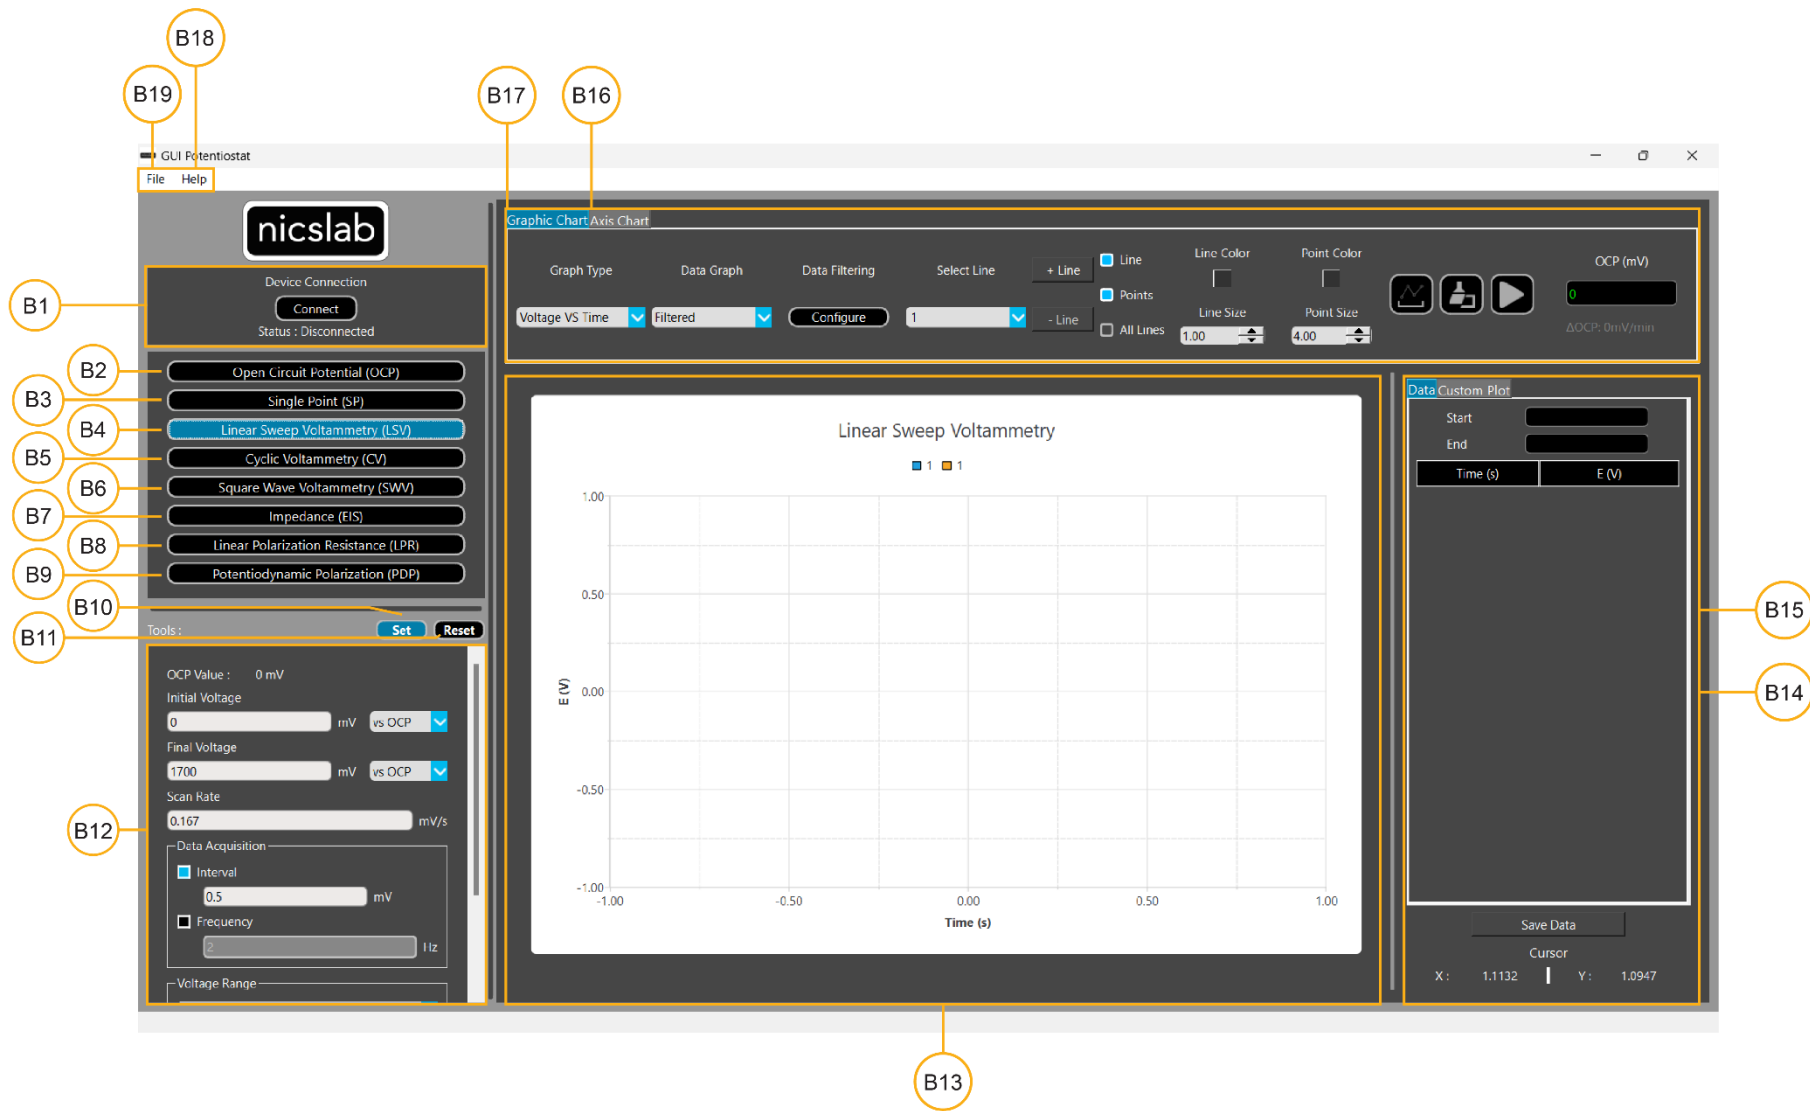 B18
B19
B17
B16
GUI Potentiostat
File Help
nicslab
B1
Device Connection
Connect
Status : Disconnected
B2
Open Circuit Potential (OCP)
B3
Single Point (SP)
B4
Linear Sweep Voltammetry (LSV)
B5
Cyclic Voltammetry (CV)
B6
Square Wave Voltammetry (SWV)
B7
Impedance (EIS)
B8
Linear Polarization Resistance (LPR)
B9
Potentiodynamic Polarization (PDP)
B10
B11
Tools :
Set
Reset
B12
OCP Value : 0 mV
Initial Voltage
0 mV vs OCP
Final Voltage
1700 mV vs OCP
Scan Rate
0.167 mV/s
Data Acquisition
Interval
0.5 mV
Frequency
2 Hz
Voltage Range
Graphic Chart Axis Chart
Graph Type
Voltage VS Time
Data Graph
Filtered
Data Filtering
Configure
Select Line
1
+ Line
- Line
Line
Points
All Lines
Line Color
Line Size
1.00
Point Color
Point Size
4.00
OCP (mV)
0
ΔOCP: 0mV/min
Linear Sweep Voltammetry
1 1
1.00
0.50
0.00
-0.50
-1.00
E (V)
-1.00 -0.50 0.00 0.50 1.00
Time (s)
B13
Data Custom Plot
Start
End
Time (s) E (V)
Save Data
Cursor
X : 1.1132 Y : 1.0947
B15
B14